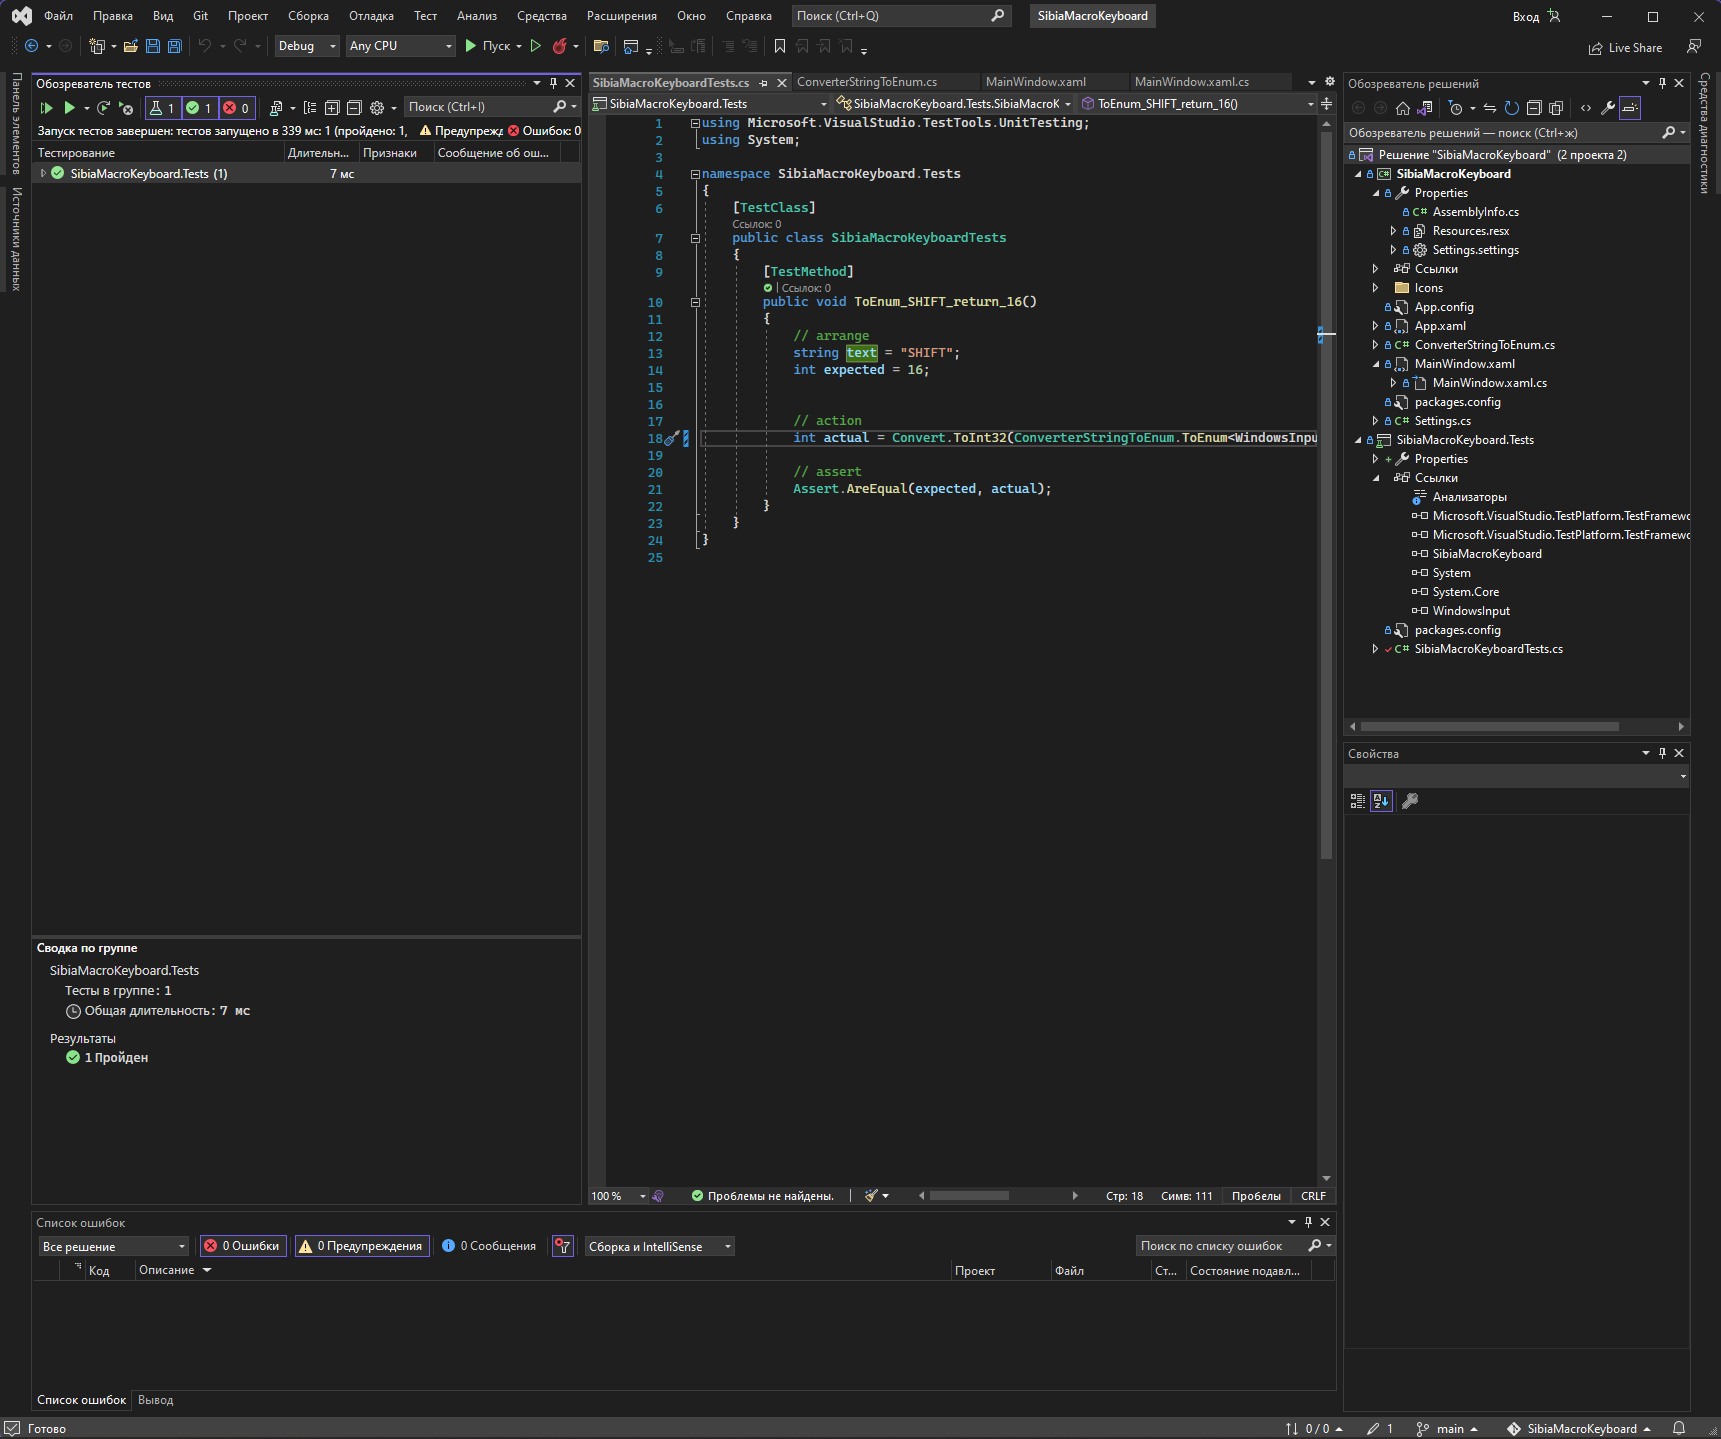 Файл Правка Вид Git Проект Сборка Отладка Тест Анализ Средства Расширения Окно Справка Поиск (Ctrl+Q) SibiaMacroKeyboard Вход
Debug Any CPU Пуск Live Share
Панель элементов
Источники данных
Обозреватель тестов
1 1 0 Поиск (Ctrl+I)
Запуск тестов завершен: тестов запущено в 339 мс: 1 (пройдено: 1, Предупрежд Ошибок: 0
Тестирование Длительн... Признаки Сообщение об ош...
SibiaMacroKeyboard.Tests (1) 7 мс
Сводка по группе
SibiaMacroKeyboard.Tests
Тесты в группе: 1
Общая длительность: 7 мс
Результаты
1 Пройден
SibiaMacroKeyboardTests.cs ConverterStringToEnum.cs MainWindow.xaml MainWindow.xaml.cs
SibiaMacroKeyboard.Tests SibiaMacroKeyboard.Tests.SibiaMacroK ToEnum_SHIFT_return_16()
1 using Microsoft.VisualStudio.TestTools.UnitTesting;
2 using System;
3
4 namespace SibiaMacroKeyboard.Tests
5 {
6 [TestClass]
Ссылок: 0
7 public class SibiaMacroKeyboardTests
8 {
9 [TestMethod]
| Ссылок: 0
10 public void ToEnum_SHIFT_return_16()
11 {
12 // arrange
13 string text = "SHIFT";
14 int expected = 16;
15
16
17 // action
18 int actual = Convert.ToInt32(ConverterStringToEnum.ToEnum<WindowsInpu
19
20 // assert
21 Assert.AreEqual(expected, actual);
22 }
23 }
24 }
25
100 % Проблемы не найдены. Стр: 18 Симв: 111 Пробелы CRLF
Обозреватель решений
Обозреватель решений — поиск (Ctrl+ж)
Решение "SibiaMacroKeyboard" (2 проекта 2)
SibiaMacroKeyboard
Properties
AssemblyInfo.cs
Resources.resx
Settings.settings
Ссылки
Icons
App.config
App.xaml
ConverterStringToEnum.cs
MainWindow.xaml
MainWindow.xaml.cs
packages.config
Settings.cs
SibiaMacroKeyboard.Tests
Properties
Ссылки
Анализаторы
Microsoft.VisualStudio.TestPlatform.TestFramewo
Microsoft.VisualStudio.TestPlatform.TestFramewo
SibiaMacroKeyboard
System
System.Core
WindowsInput
packages.config
SibiaMacroKeyboardTests.cs
Свойства
Средства диагностики
Список ошибок
Все решение 0 Ошибки 0 Предупреждения 0 Сообщения Сборка и IntelliSense Поиск по списку ошибок
Код Описание Проект Файл Ст... Состояние подавл...
Список ошибок Вывод
Готово 0 / 0 1 main SibiaMacroKeyboard